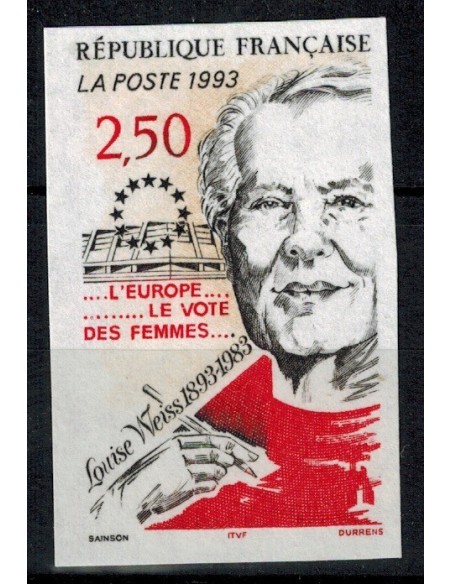 RÉPUBLIQUE FRANÇAISE
LA POSTE 1993
2,50
....L'EUROPE....
......... LE VOTE
DES FEMMES....
Louise Weiss 1893-1983
SAINSON ITVF DURRENS